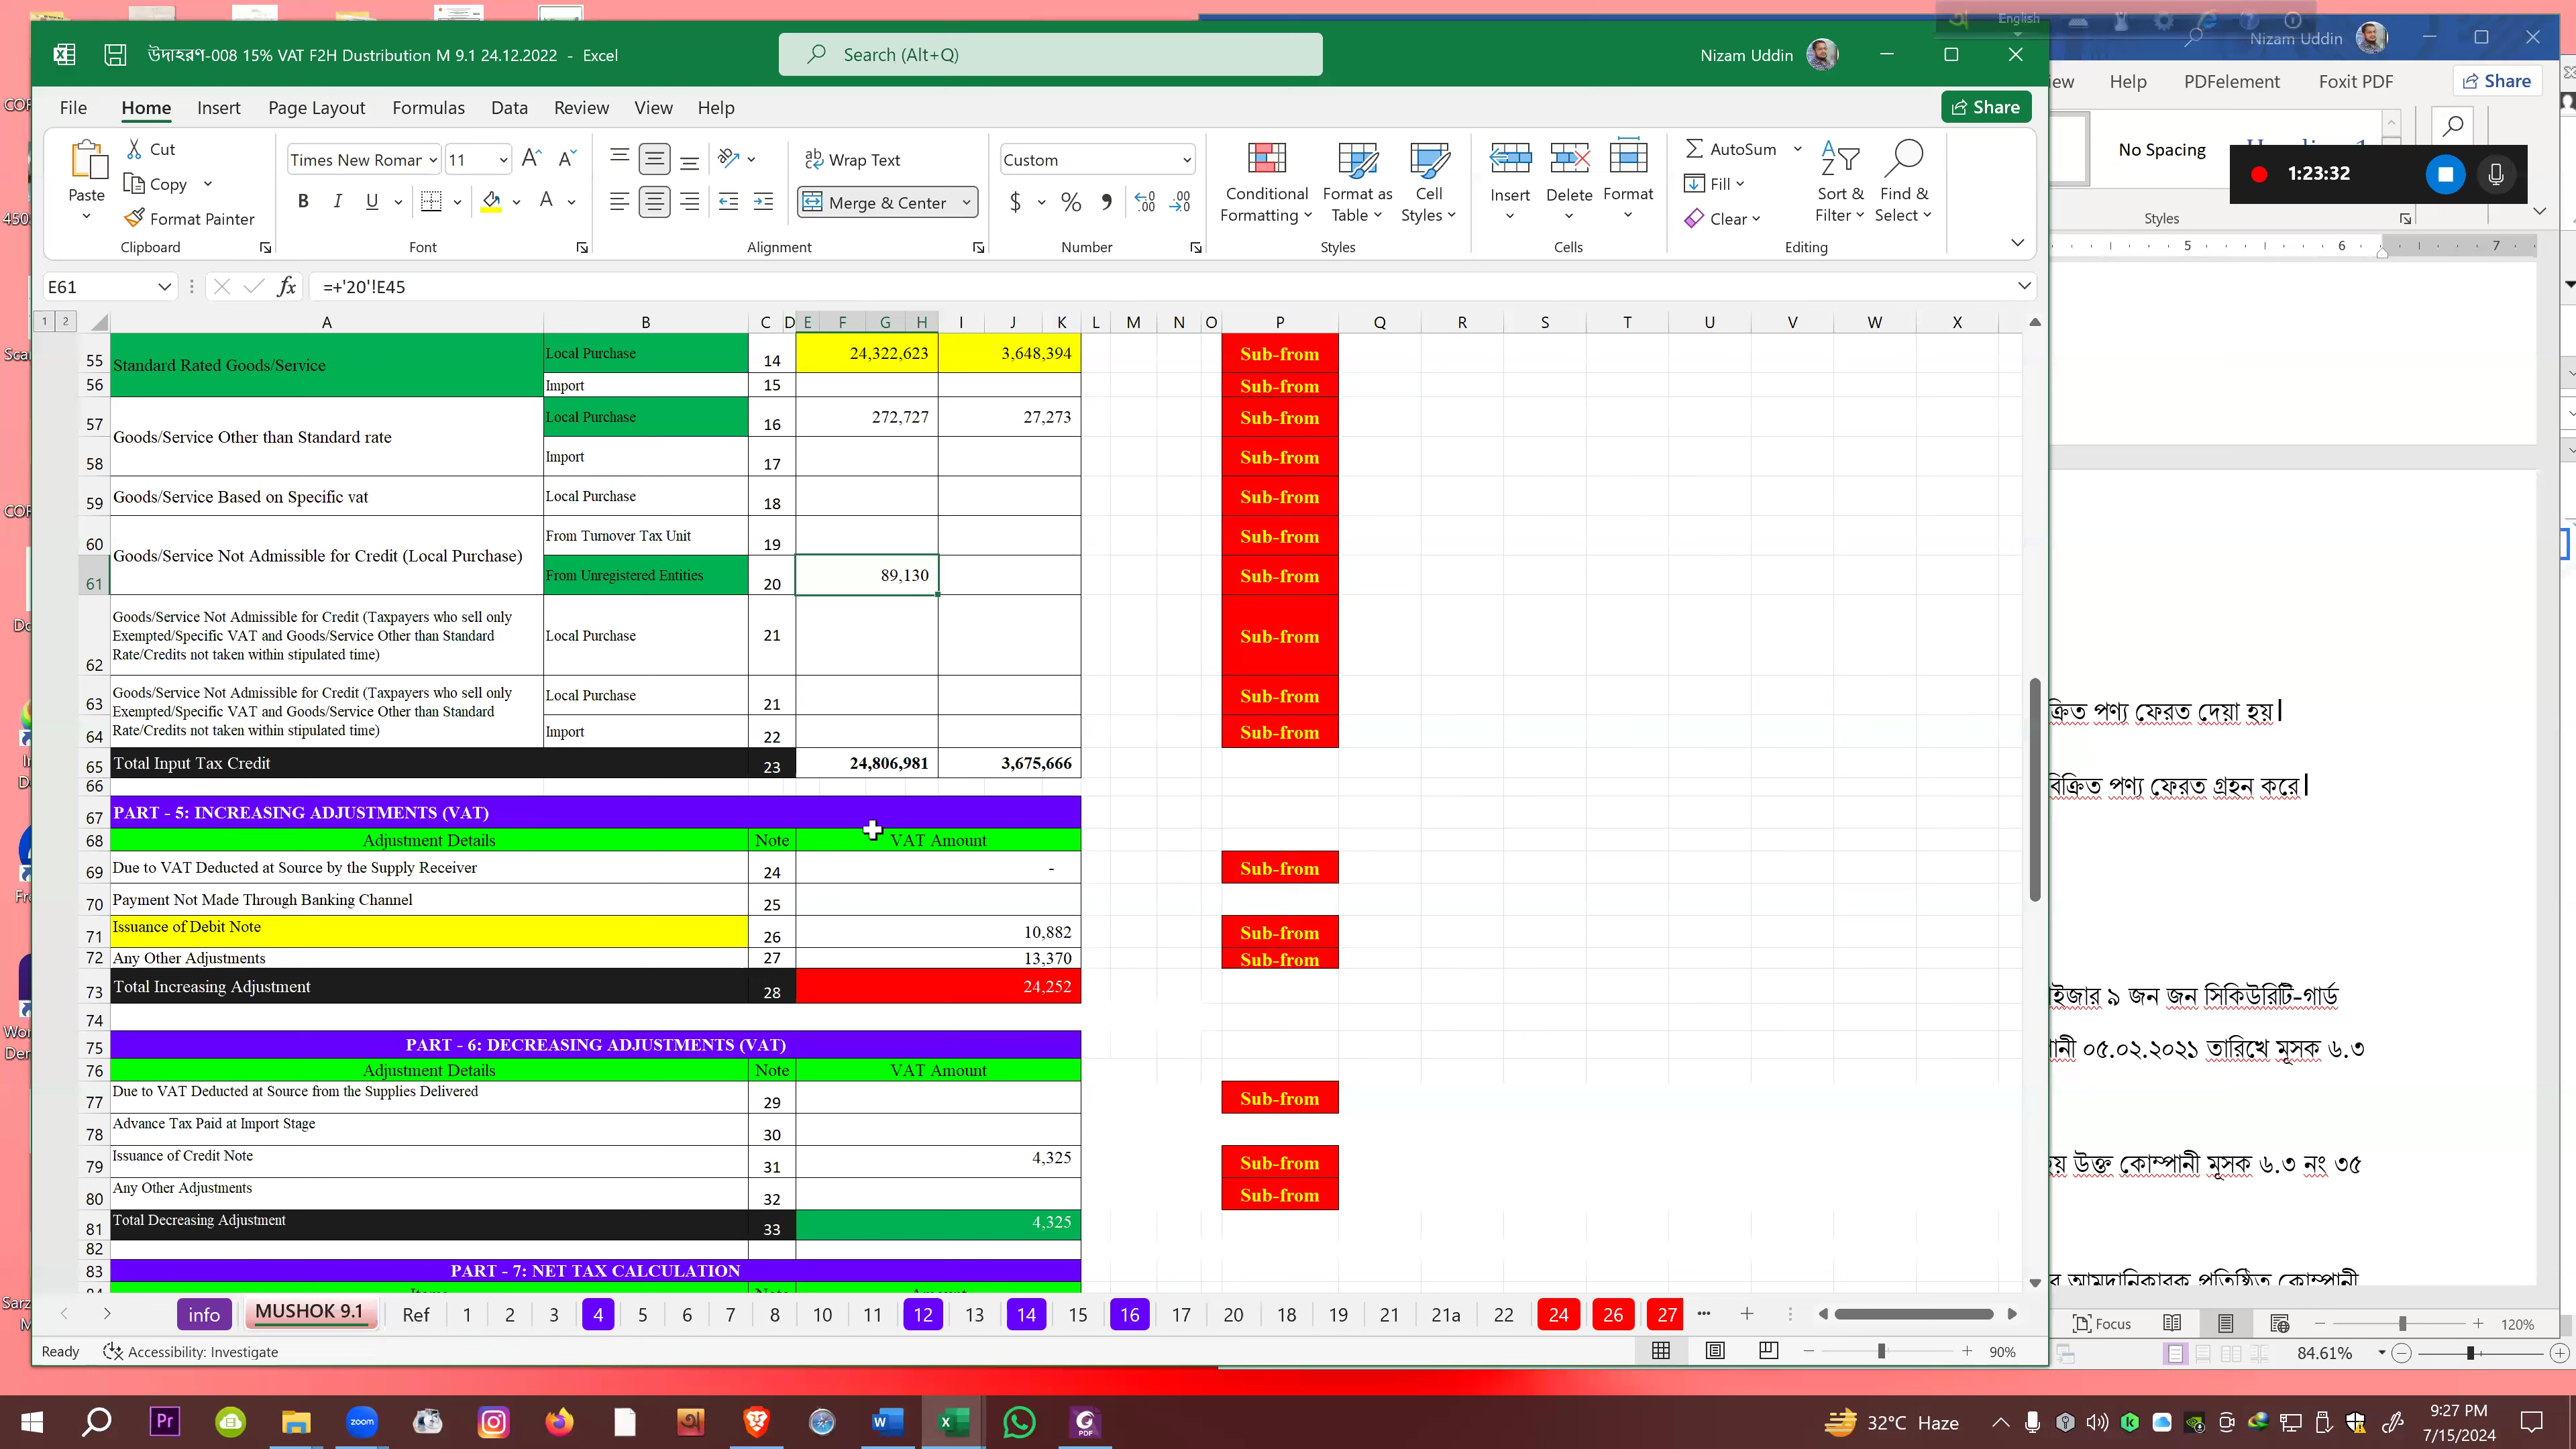 উদাহরণ-008 15% VAT F2H Dustribution M 9.1 24.12.2022 - Excel
Search (Alt+Q)
Nizam Uddin
English
Nizam Uddin
File Home Insert Page Layout Formulas Data Review View Help
Share
Help PDFelement Foxit PDF
Share
Paste
Cut
Copy
Format Painter
Clipboard
Times New Romar 11
B I U
Font
Wrap Text
Merge & Center
Alignment
Custom
Number
Conditional Formatting
Format as Table
Cell Styles
Styles
Insert
Delete
Format
Cells
AutoSum
Fill
Clear
Sort & Filter
Find & Select
Editing
No Spacing
1:23:32
Styles
5 6 7
E61
=+'20'!E45
1 2
A B C D E F G H I J K L M N O P Q R S T U V W X
55 Standard Rated Goods/Service Local Purchase 14 24,322,623 3,648,394 Sub-from
56 Import 15 Sub-from
57 Goods/Service Other than Standard rate Local Purchase 16 272,727 27,273 Sub-from
58 Import 17 Sub-from
59 Goods/Service Based on Specific vat Local Purchase 18 Sub-from
60 Goods/Service Not Admissible for Credit (Local Purchase) From Turnover Tax Unit 19 Sub-from
61 From Unregistered Entities 20 89,130 Sub-from
62 Goods/Service Not Admissible for Credit (Taxpayers who sell only
Exempted/Specific VAT and Goods/Service Other than Standard
Rate/Credits not taken within stipulated time) Local Purchase 21 Sub-from
63 Goods/Service Not Admissible for Credit (Taxpayers who sell only
Exempted/Specific VAT and Goods/Service Other than Standard
Rate/Credits not taken within stipulated time) Local Purchase 21 Sub-from
64 Import 22 Sub-from
65 Total Input Tax Credit 23 24,806,981 3,675,666
66
67 PART - 5: INCREASING ADJUSTMENTS (VAT)
68 Adjustment Details Note VAT Amount
69 Due to VAT Deducted at Source by the Supply Receiver 24 - Sub-from
70 Payment Not Made Through Banking Channel 25
71 Issuance of Debit Note 26 10,882 Sub-from
72 Any Other Adjustments 27 13,370 Sub-from
73 Total Increasing Adjustment 28 24,252
74
75 PART - 6: DECREASING ADJUSTMENTS (VAT)
76 Adjustment Details Note VAT Amount
77 Due to VAT Deducted at Source from the Supplies Delivered 29 Sub-from
78 Advance Tax Paid at Import Stage 30
79 Issuance of Credit Note 31 4,325 Sub-from
80 Any Other Adjustments 32 Sub-from
81 Total Decreasing Adjustment 33 4,325
82
83 PART - 7: NET TAX CALCULATION
পণ্য ফেরত দেয়া হয়।
পণ্য ফেরত গ্রহন করে।
৯ জন জন সিকিউরিটি-গার্ড
০৫.০২.২০২১ তারিখে মূসক ৬.৩
উক্ত কোম্পানী মূসক ৬.৩ নং ৩৫
info MUSHOK 9.1 Ref 1 2 3 4 5 6 7 8 10 11 12 13 14 15 16 17 20 18 19 21 21a 22 24 26 27
Ready Accessibility: Investigate
90%
Focus
120%
84.61%
zoom
32°C Haze
9:27 PM
7/15/2024